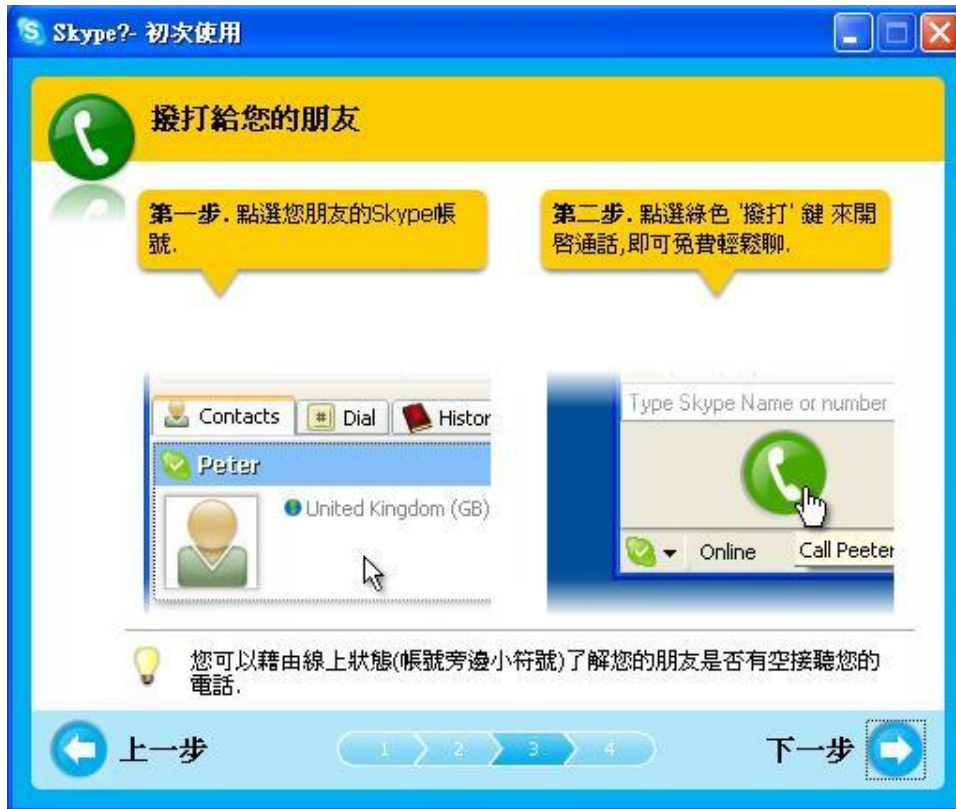 Skype?- 初次使用
撥打給您的朋友
第一步. 點選您朋友的Skype帳
號.
第二步. 點選綠色 '撥打' 鍵 來開
啓通話,即可免費輕鬆聊.
Contacts
Dial
Histor
Peter
United Kingdom (GB)
Type Skype Name or number
Online
Call Peeter
您可以藉由線上狀態(帳號旁邊小符號)了解您的朋友是否有空接聽您的
電話.
上一步
1
2
3
4
下一步